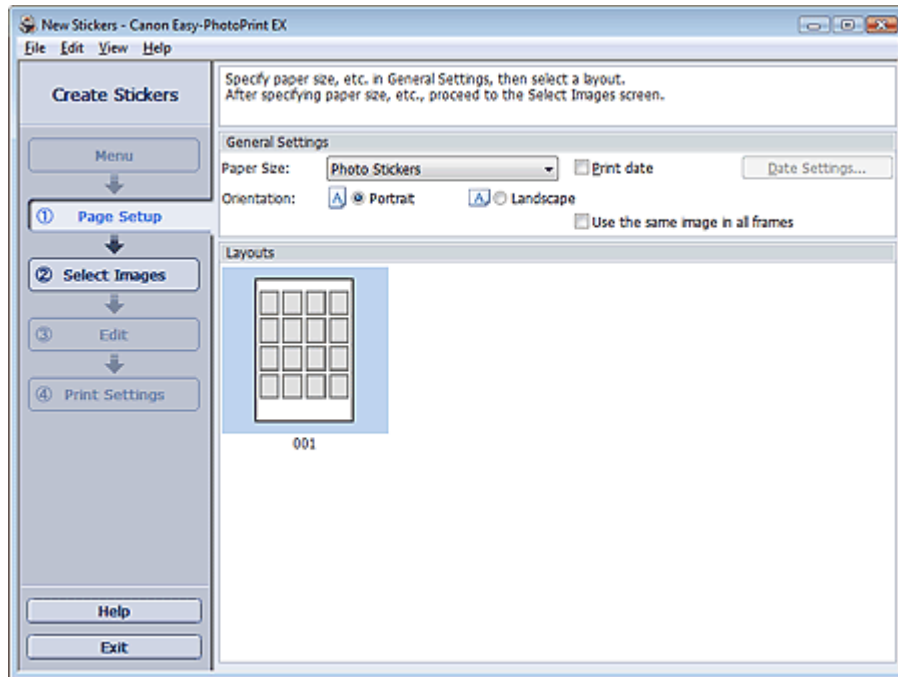 New Stickers - Canon Easy-PhotoPrint EX
File Edit View Help
Create Stickers
Menu
① Page Setup
② Select Images
③ Edit
④ Print Settings
Help
Exit
Specify paper size, etc. in General Settings, then select a layout.
After specifying paper size, etc., proceed to the Select Images screen.
General Settings
Paper Size: Photo Stickers Print date Date Settings...
Orientation: A Portrait A Landscape
Use the same image in all frames
Layouts
001